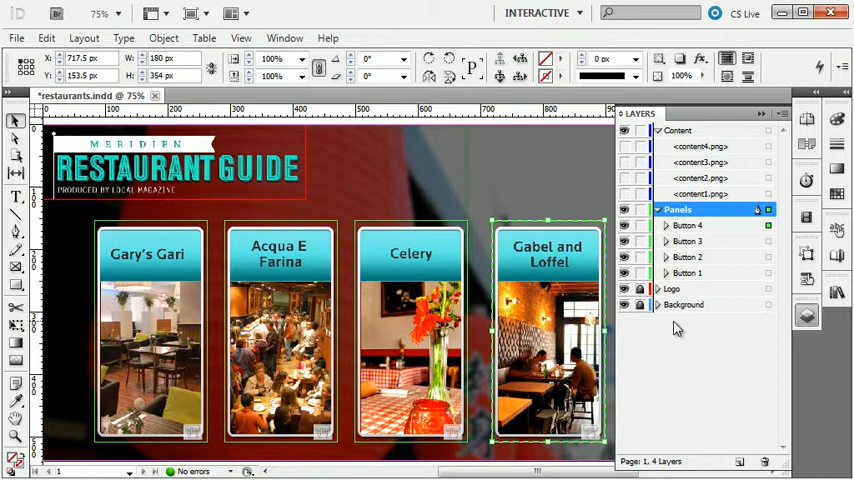 iD
Br
75%
INTERACTIVE
CS Live
File Edit Layout Type Object Table View Window Help
X: 717.5 px
W: 180 px
100%
0°
P
0 px
Y: 153.5 px
H: 354 px
100%
0°
100%
*restaurants.indd @ 75%
0 100 200 300 400 500 600 700 800 900
LAYERS
Content
<content4.png>
<content3.png>
<content2.png>
<content1.png>
Panels
Button 4
Button 3
Button 2
Button 1
Logo
Background
MERIDIEN
RESTAURANT GUIDE
PRODUCED BY LOCAL MAGAZINE
Gary's Gari
Acqua E
Farina
Celery
Gabel and
Loffel
Page: 1, 4 Layers
1
No errors